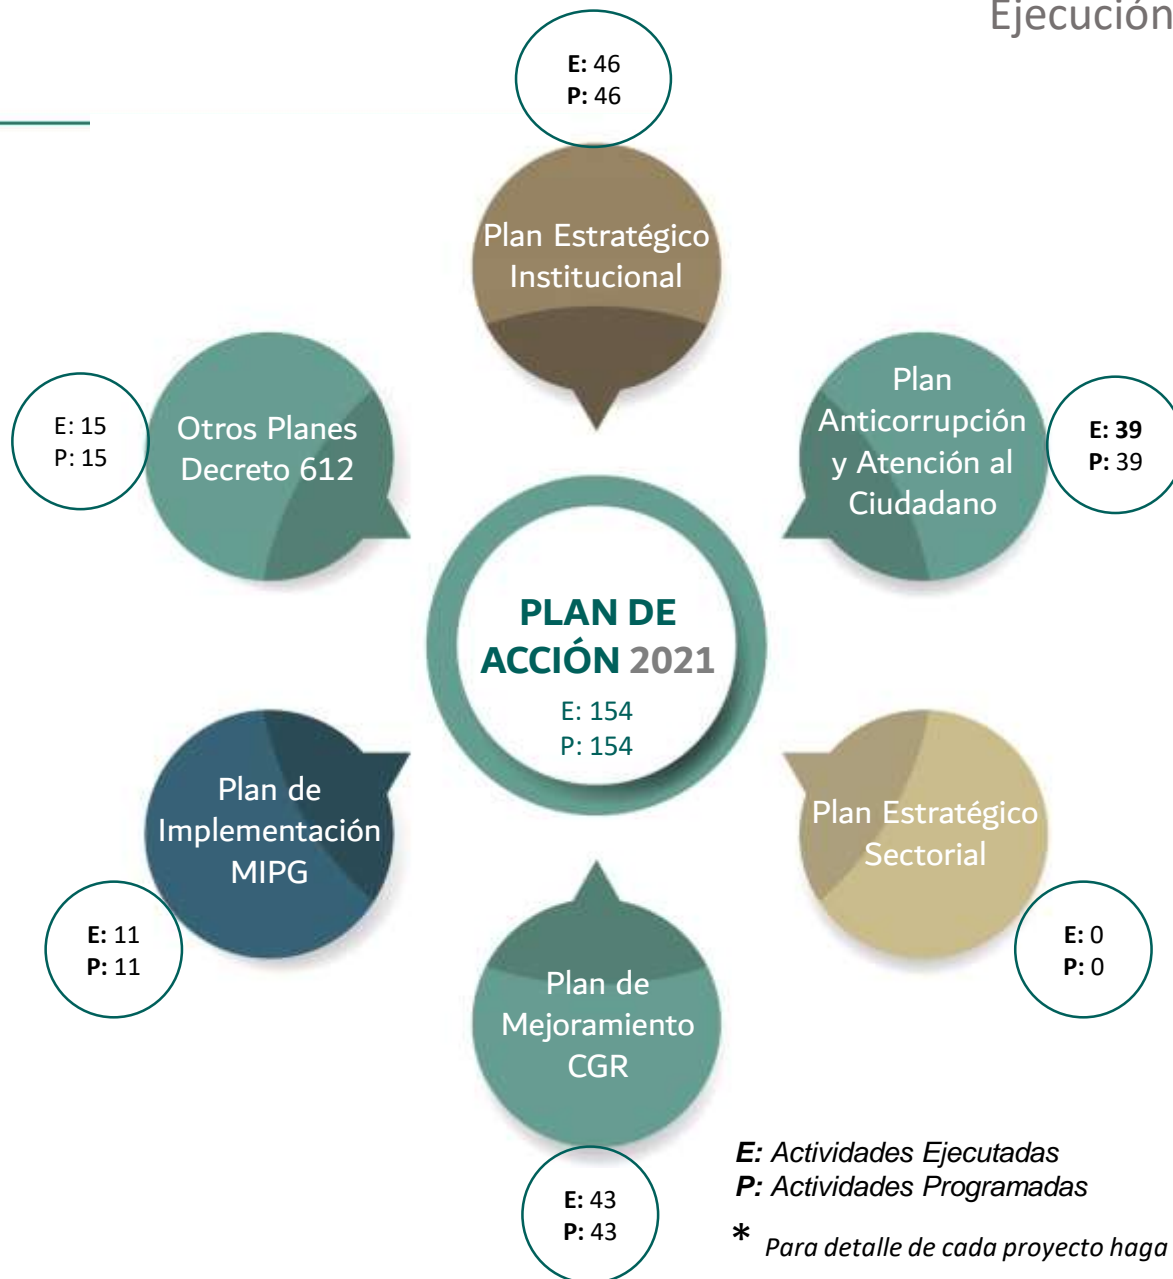 Ejecución
E: 46
P: 46
Plan Estratégico
Institucional
Plan
Anticorrupción
y Atención al
Ciudadano
E: 39
P: 39
Otros Planes
Decreto 612
E: 15
P: 15
PLAN DE
ACCIÓN 2021
E: 154
P: 154
Plan de
Implementación
MIPG
E: 11
P: 11
Plan Estratégico
Sectorial
E: 0
P: 0
Plan de
Mejoramiento
CGR
E: 43
P: 43
E: Actividades Ejecutadas
P: Actividades Programadas
* Para detalle de cada proyecto haga